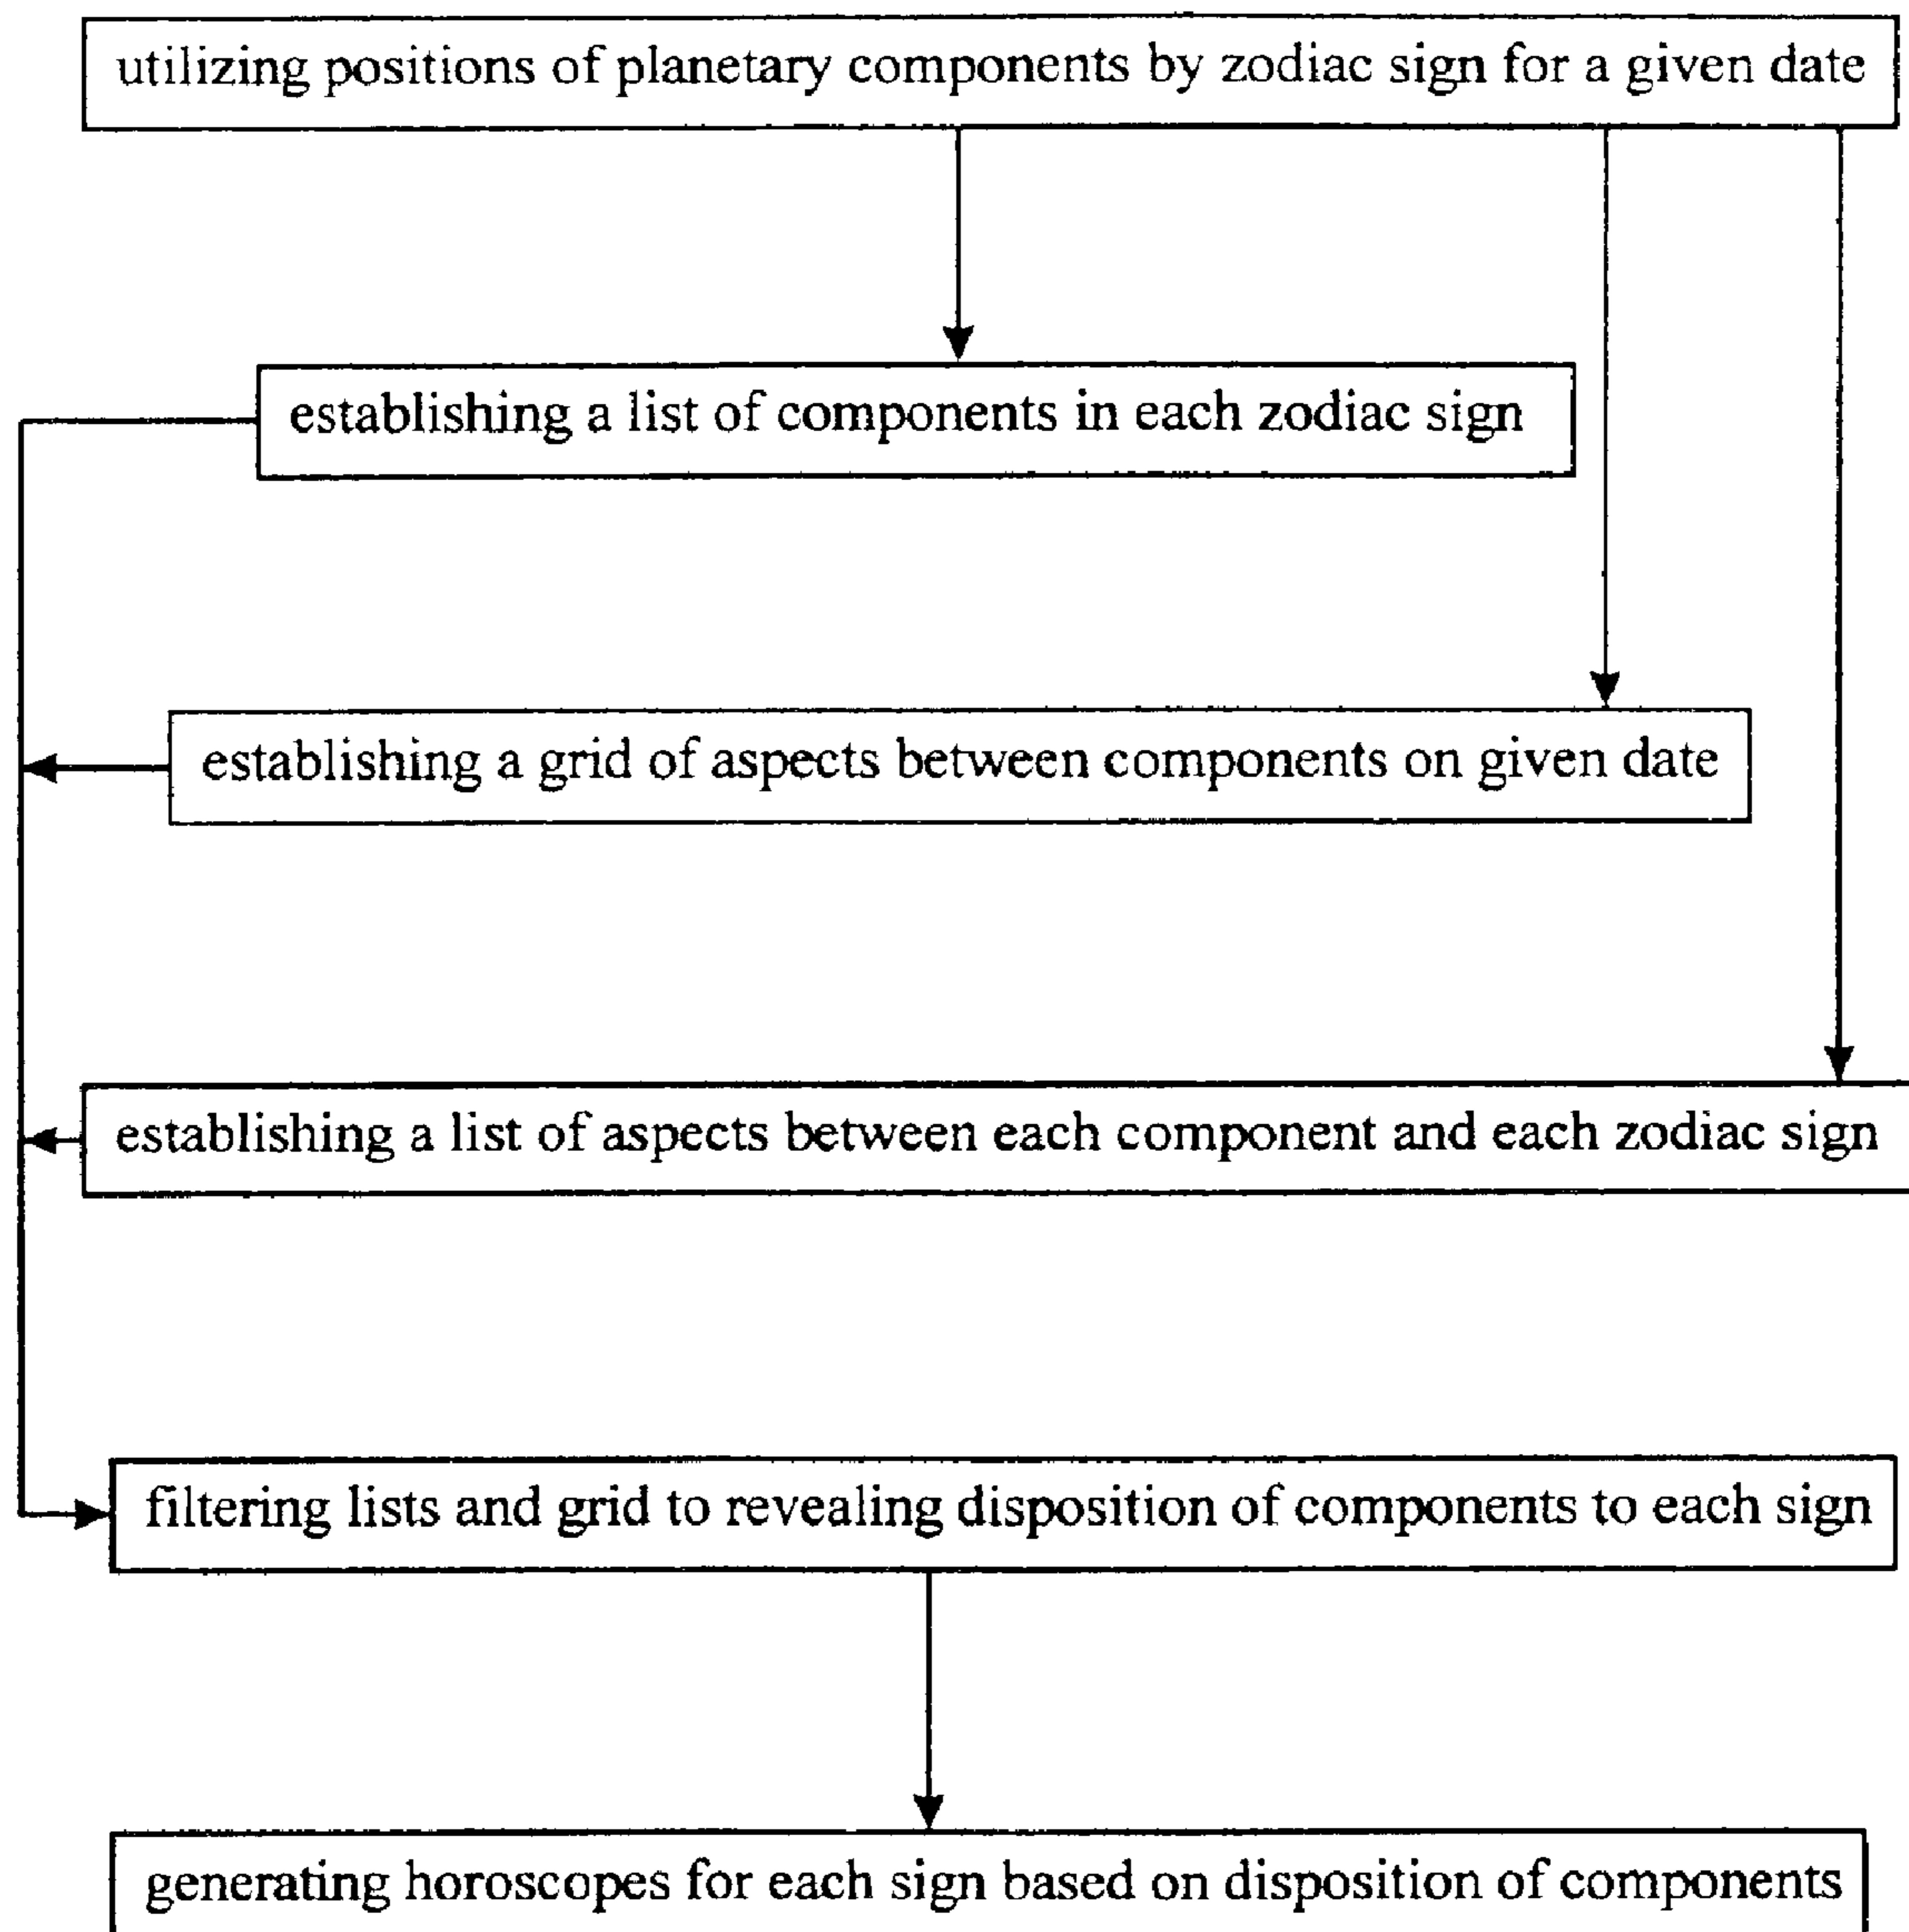 utilizing positions of planetary components by zodiac sign for a given date
establishing a list of components in each zodiac sign
establishing a grid of aspects between components on given date
establishing a list of aspects between each component and each zodiac sign
filtering lists and grid to revealing disposition of components to each sign
generating horoscopes for each sign based on disposition of components